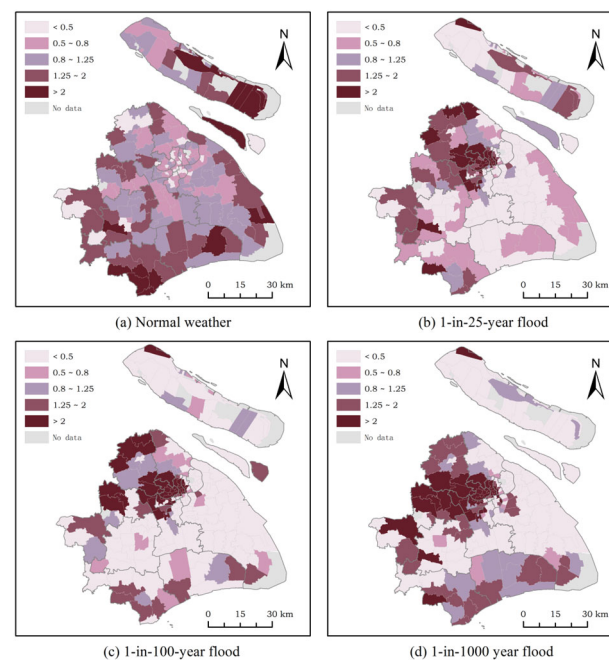 < 0.5
0.5 ~ 0.8
0.8 ~ 1.25
1.25 ~ 2
> 2
No data
N
0 15 30 km
(a) Normal weather
< 0.5
0.5 ~ 0.8
0.8 ~ 1.25
1.25 ~ 2
> 2
No data
N
0 15 30 km
(b) 1-in-25-year flood
< 0.5
0.5 ~ 0.8
0.8 ~ 1.25
1.25 ~ 2
> 2
No data
N
0 15 30 km
(c) 1-in-100-year flood
< 0.5
0.5 ~ 0.8
0.8 ~ 1.25
1.25 ~ 2
> 2
No data
N
0 15 30 km
(d) 1-in-1000 year flood